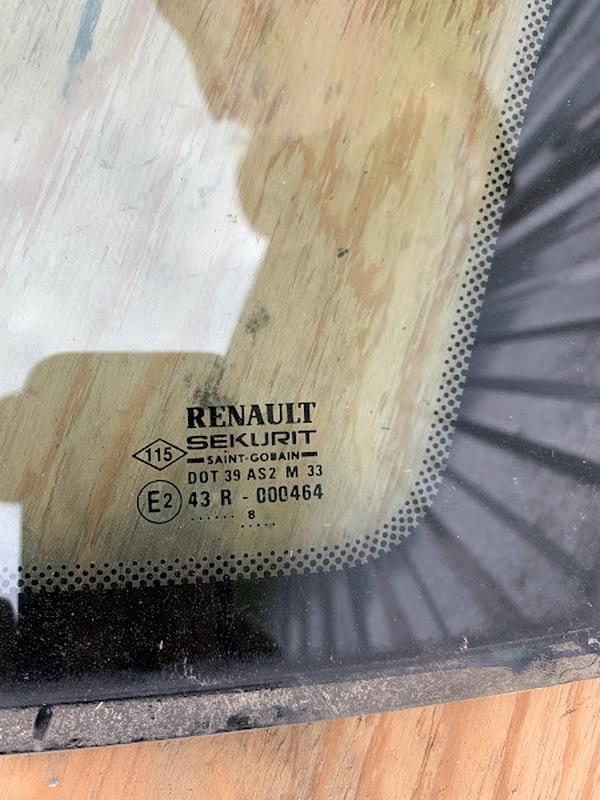 RENAULT
115
SEKURIT
SAINT-GOBAIN
DOT 39 AS2 M 33
E2
43 R - 000464
...... 8
.....